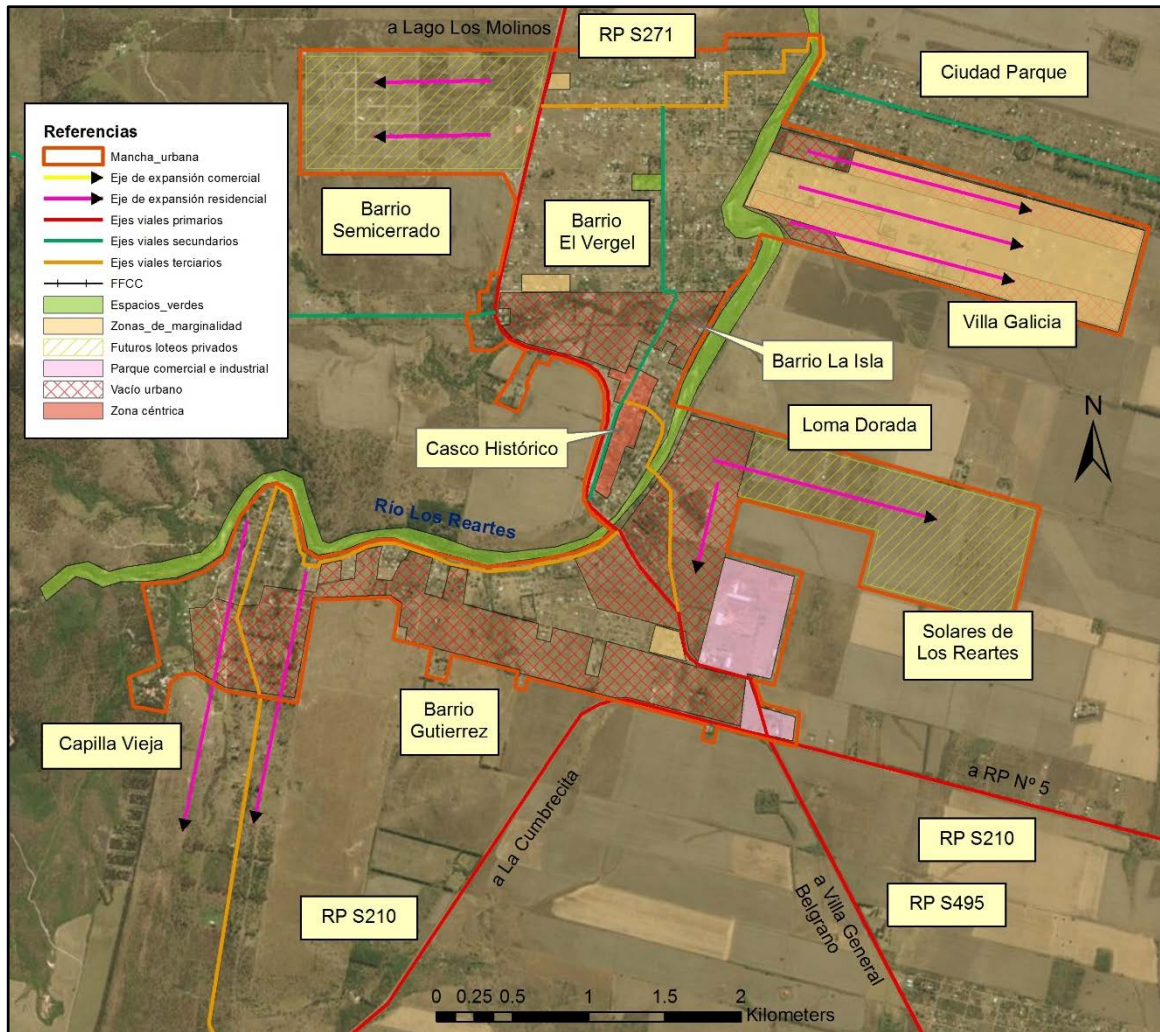 a Lago Los Molinos
RP S271
Ciudad Parque
Referencias
Mancha_urbana
Eje de expansión comercial
Eje de expansión residencial
Ejes viales primarios
Ejes viales secundarios
Ejes viales terciarios
FFCC
Espacios_verdes
Zonas_de_marginalidad
Futuros loteos privados
Parque comercial e industrial
Vacío urbano
Zona céntrica
Barrio
Semicerrado
Barrio
El Vergel
Villa Galicia
Barrio La Isla
N
Loma Dorada
Casco Histórico
Río Los Reartes
Solares de
Los Reartes
Barrio
Gutierrez
Capilla Vieja
a RP Nº 5
a La Cumbrecita
RP S210
a Villa General
Belgrano
RP S495
RP S210
0 0.25 0.5 1 1.5 2
Kilometers